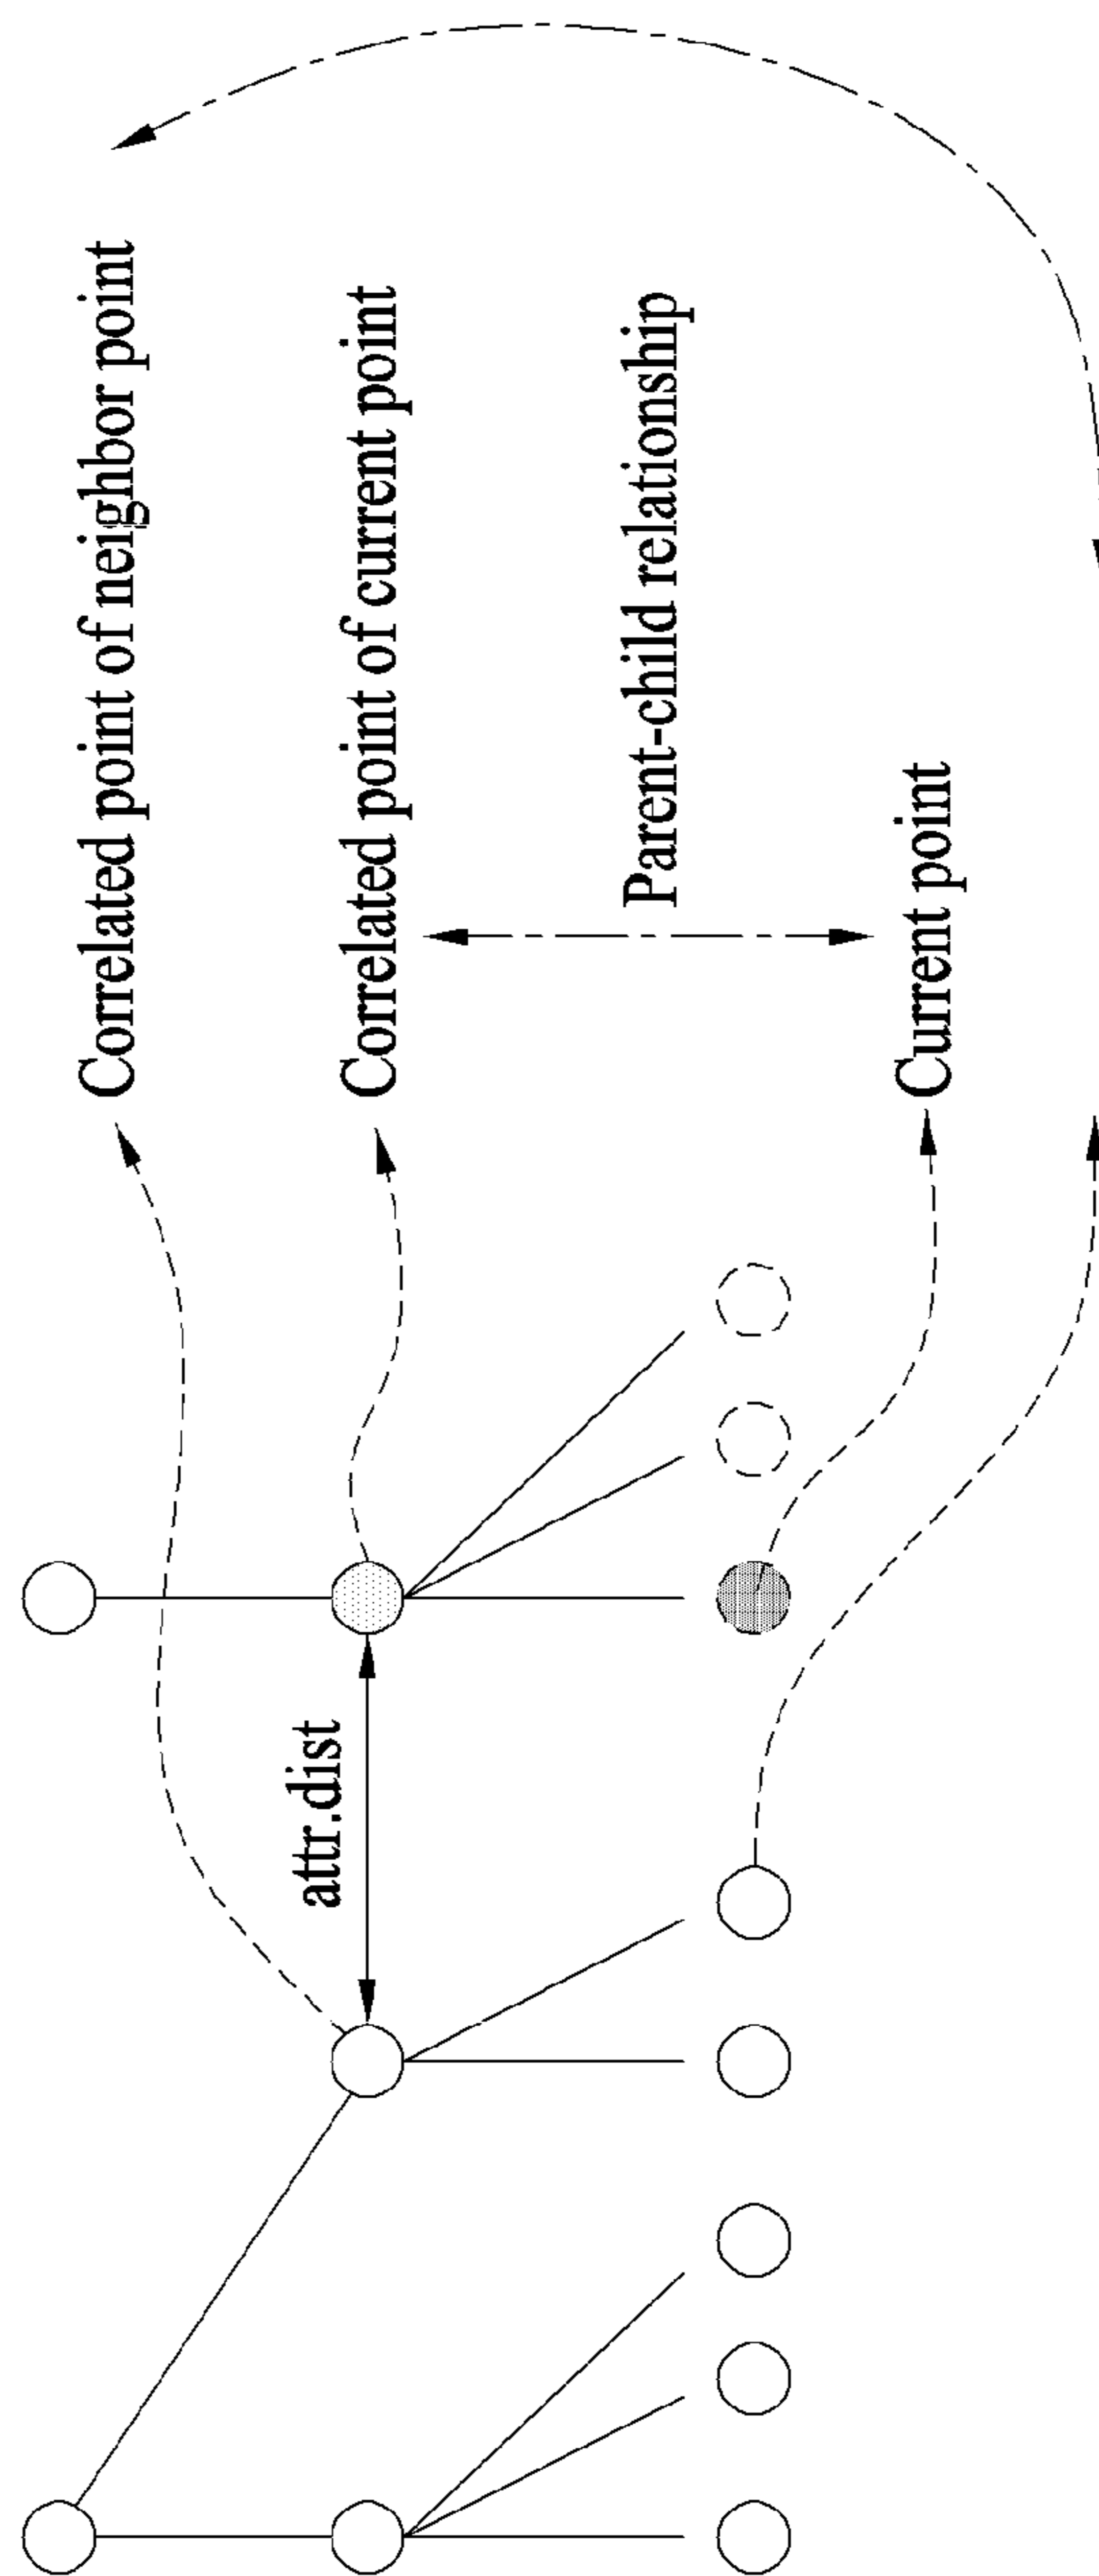 Correlated point of neighbor point
Correlated point of current point
Parent-child relationship
Current point
attr.dist